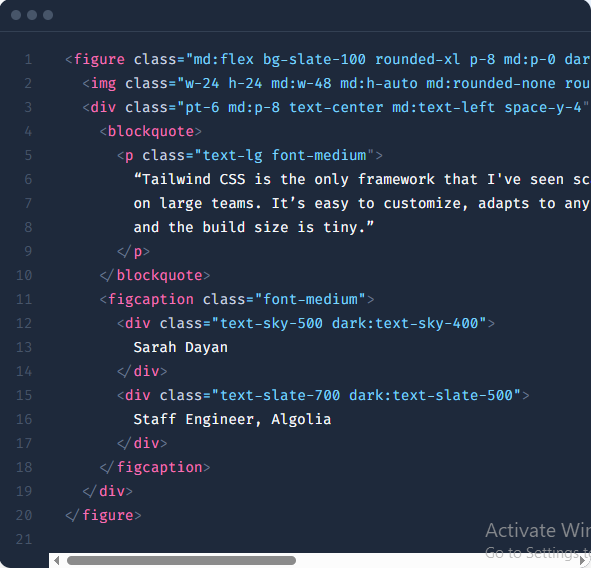 1 <figure class="md:flex bg-slate-100 rounded-xl p-8 md:p-0 dar
2 <img class="w-24 h-24 md:w-48 md:h-auto md:rounded-none rou
3 <div class="pt-6 md:p-8 text-center md:text-left space-y-4"
4 <blockquote>
5 <p class="text-lg font-medium">
6 “Tailwind CSS is the only framework that I've seen sc
7 on large teams. It’s easy to customize, adapts to any
8 and the build size is tiny.”
9 </p>
10 </blockquote>
11 <figcaption class="font-medium">
12 <div class="text-sky-500 dark:text-sky-400">
13 Sarah Dayan
14 </div>
15 <div class="text-slate-700 dark:text-slate-500">
16 Staff Engineer, Algolia
17 </div>
18 </figcaption>
19 </div>
20 </figure>
21
Activate Win
Go to Settings t